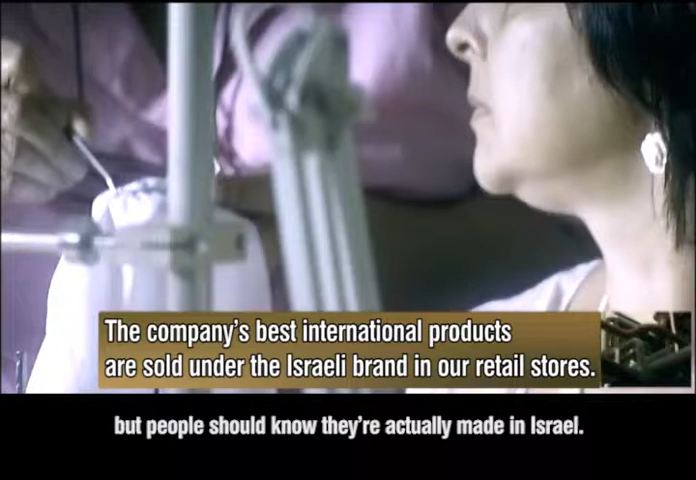 The company's best international products
are sold under the Israeli brand in our retail stores.
but people should know they're actually made in Israel.